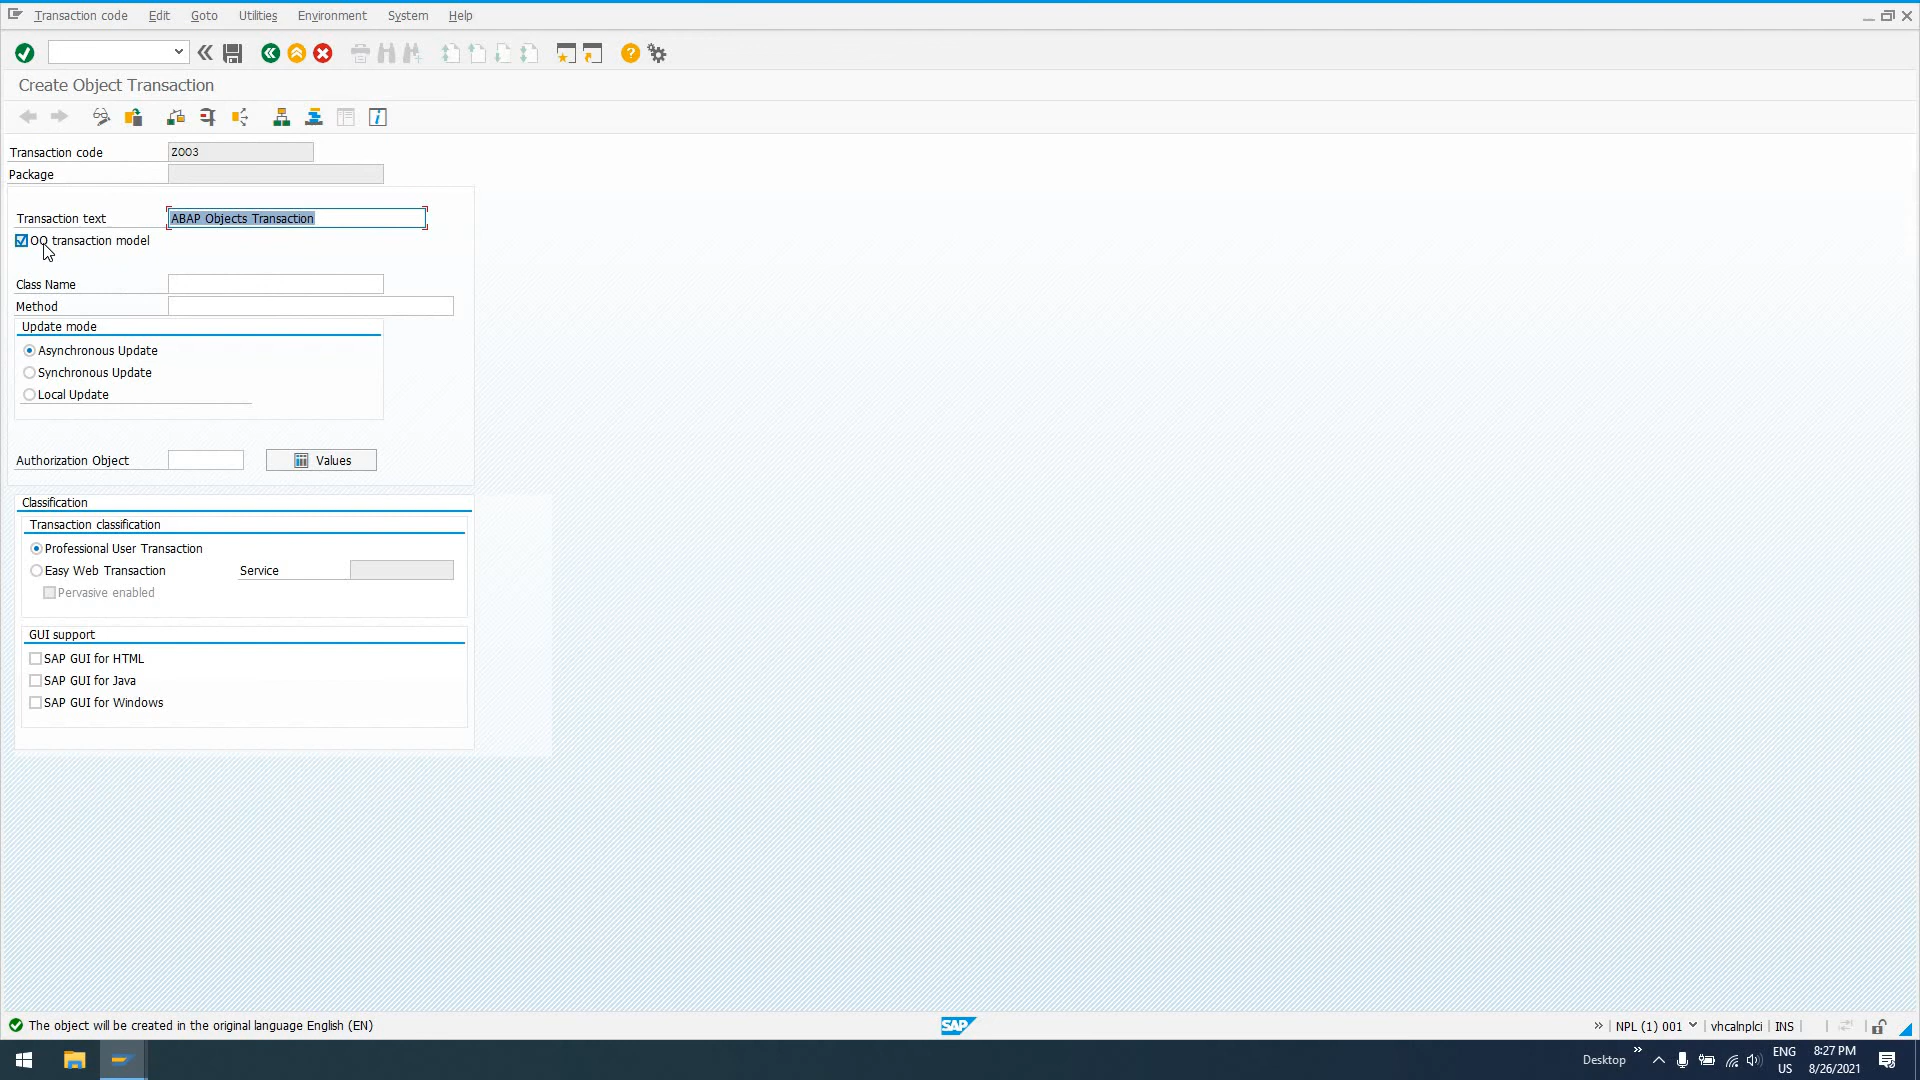 Transaction code Edit Goto Utilities Environment System Help
Create Object Transaction
Transaction code Z003
Package
Transaction text ABAP Objects Transaction
OO transaction model
Class Name
Method
Update mode
Asynchronous Update
Synchronous Update
Local Update
Authorization Object Values
Classification
Transaction classification
Professional User Transaction
Easy Web Transaction Service
Pervasive enabled
GUI support
SAP GUI for HTML
SAP GUI for Java
SAP GUI for Windows
The object will be created in the original language English (EN) SAP » NPL (1) 001 vhcalnplci INS
Desktop » ENG 8:27 PM
US 8/26/2021